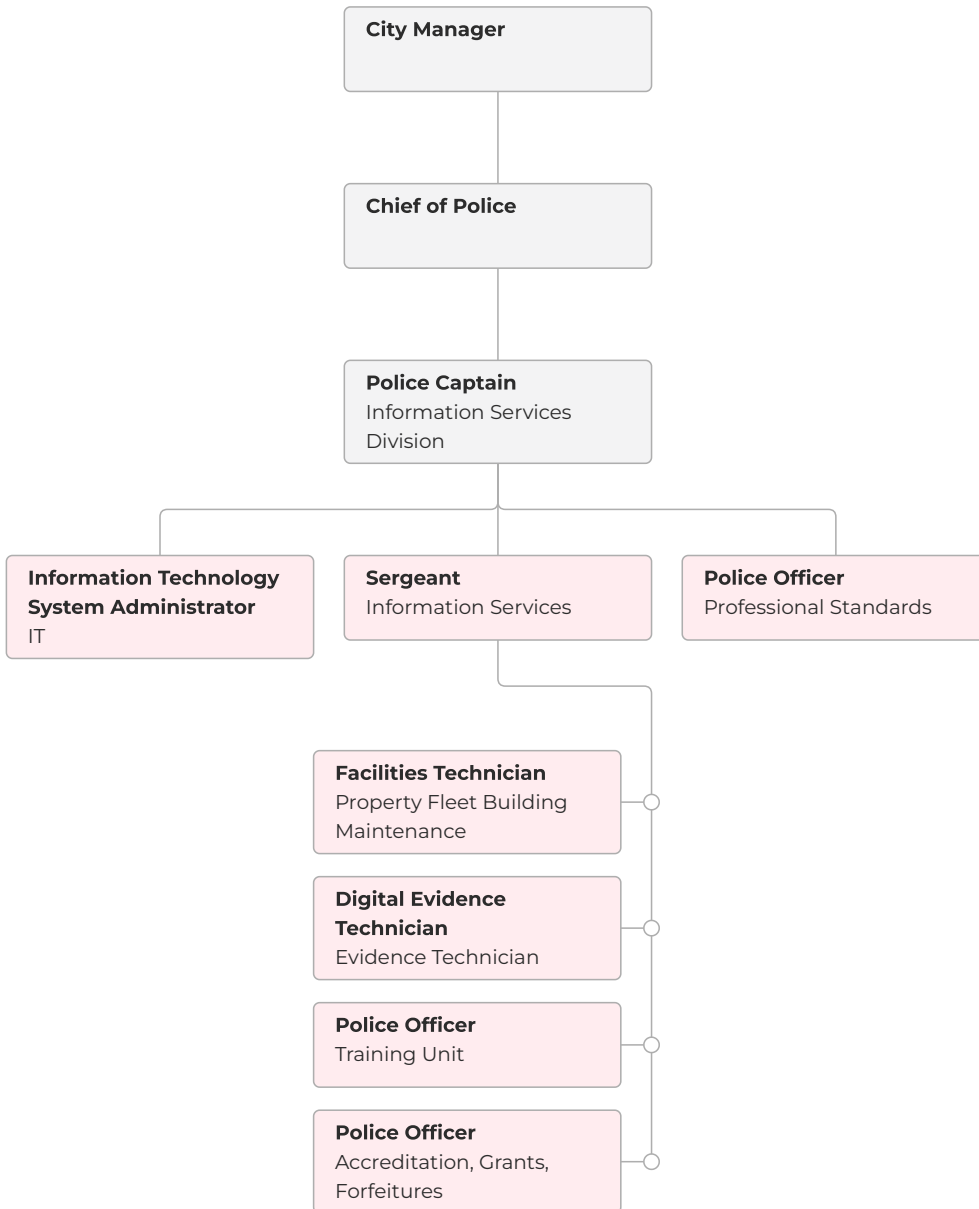 City Manager
Chief of Police
Police Captain
Information Services
Division
Information Technology
System Administrator
IT
Sergeant
Information Services
Police Officer
Professional Standards
Facilities Technician
Property Fleet Building
Maintenance
Digital Evidence
Technician
Evidence Technician
Police Officer
Training Unit
Police Officer
Accreditation, Grants,
Forfeitures